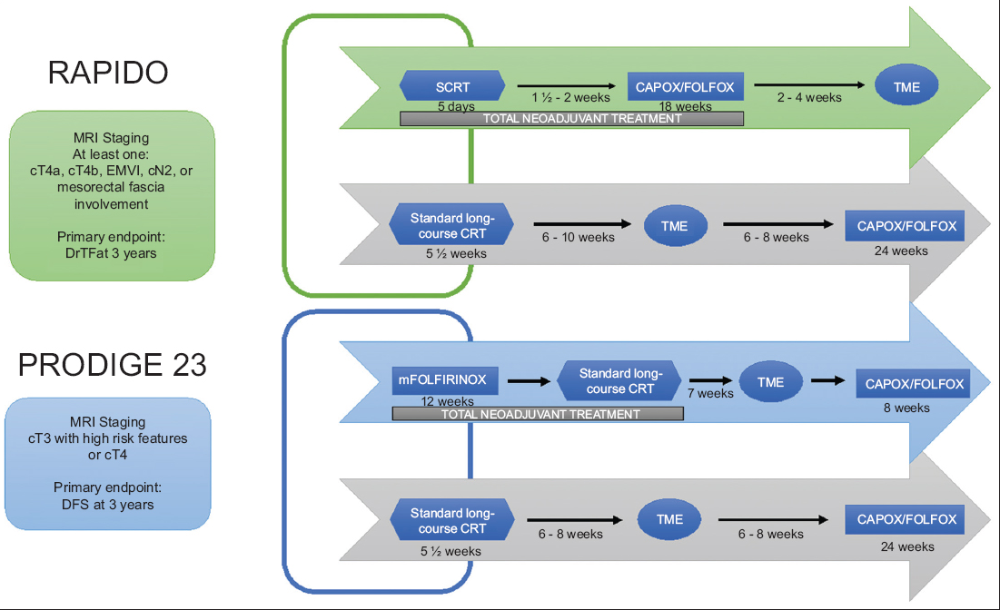 RAPIDO
MRI Staging
At least one:
cT4a, cT4b, EMVI, cN2, or
mesorectal fascia
involvement
Primary endpoint:
DrTFat 3 years
SCRT
5 days
1 ½ - 2 weeks
CAPOX/FOLFOX
18 weeks
2 - 4 weeks
TME
TOTAL NEOADJUVANT TREATMENT
Standard long-
course CRT
5 ½ weeks
6 - 10 weeks
TME
6 - 8 weeks
CAPOX/FOLFOX
24 weeks
PRODIGE 23
MRI Staging
cT3 with high risk features
or cT4
Primary endpoint:
DFS at 3 years
mFOLFIRINOX
12 weeks
Standard long-
course CRT
7 weeks
TME
CAPOX/FOLFOX
8 weeks
TOTAL NEOADJUVANT TREATMENT
Standard long-
course CRT
5 ½ weeks
6 - 8 weeks
TME
6 - 8 weeks
CAPOX/FOLFOX
24 weeks